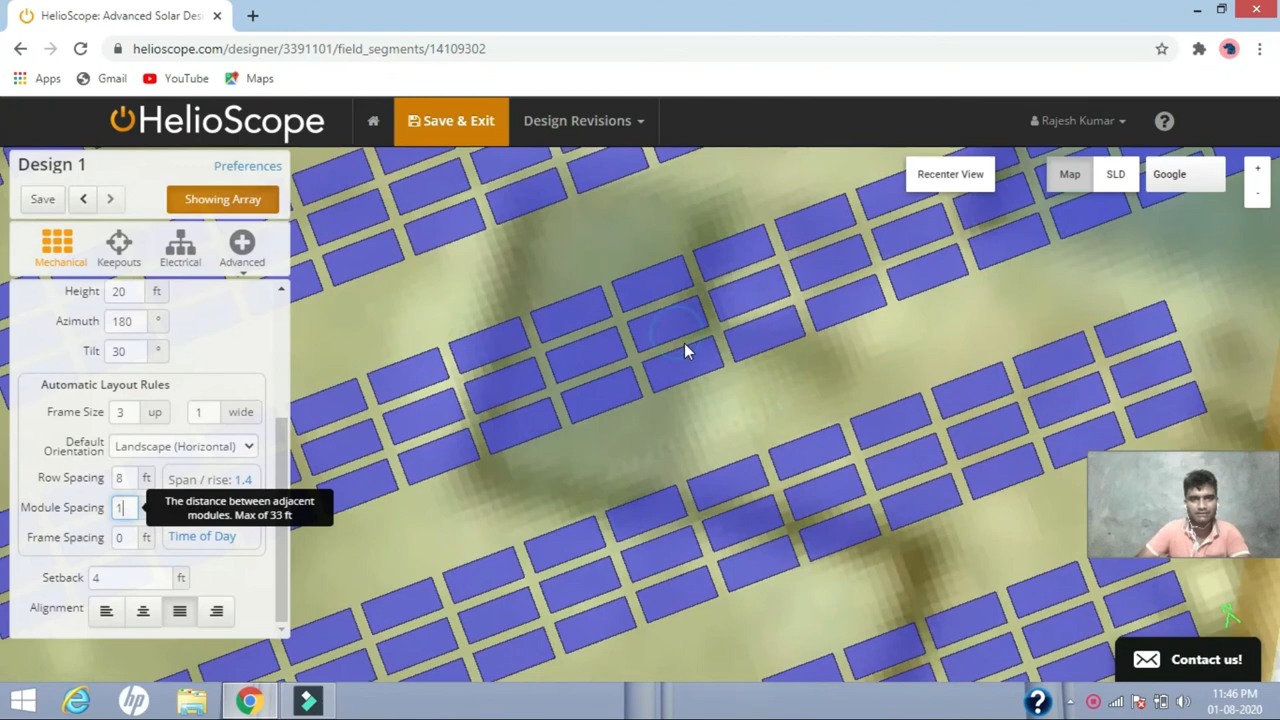 HelioScope: Advanced Solar Des
helioscope.com/designer/3391101/field_segments/14109302
Apps Gmail YouTube Maps
HelioScope Save & Exit Design Revisions Rajesh Kumar
Design 1 Preferences
Save Showing Array
Recenter View Map SLD Google
+
-
Mechanical Keepouts Electrical Advanced
Height 20 ft
Azimuth 180 °
Tilt 30 °
Automatic Layout Rules
Frame Size 3 up 1 wide
Default
Orientation Landscape (Horizontal)
Row Spacing 8 ft Span / rise: 1.4
Module Spacing 1
The distance between adjacent
modules. Max of 33 ft
Frame Spacing 0 ft Time of Day
Setback 4 ft
Alignment
Contact us!
11:46 PM
01-08-2020